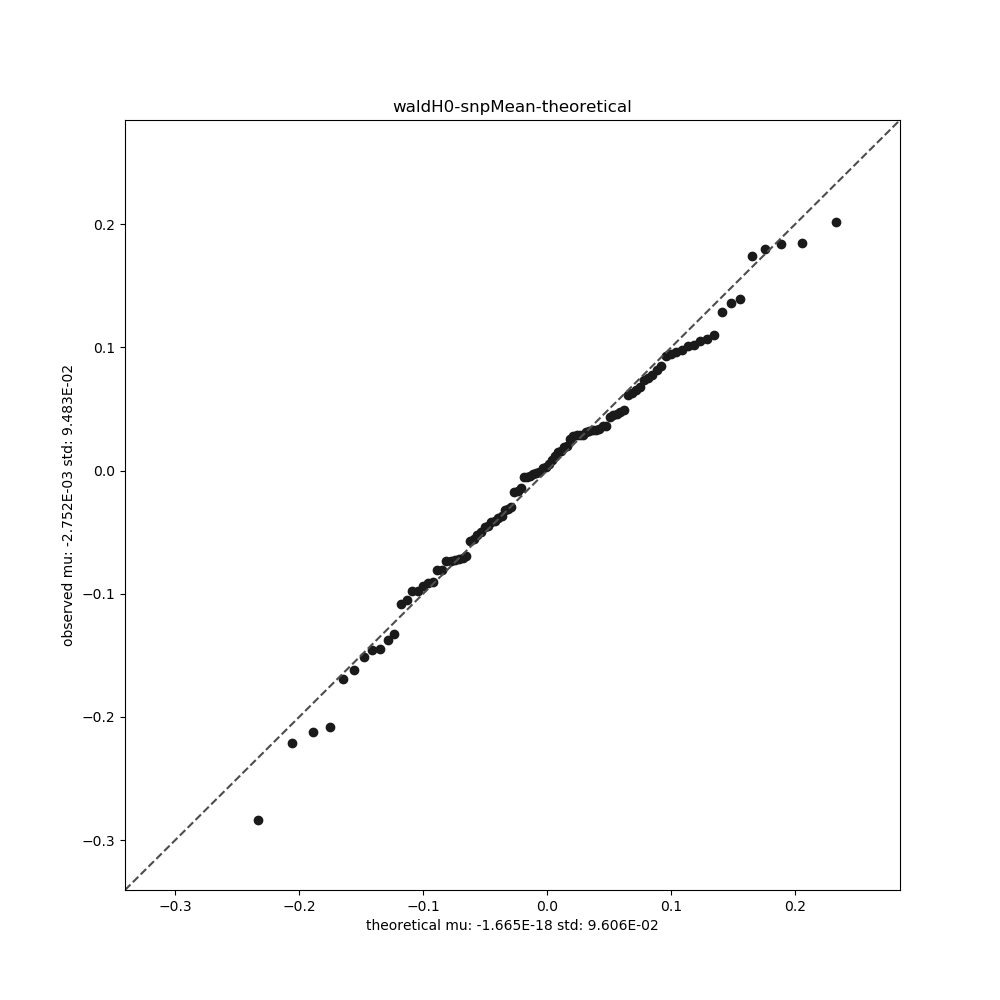 waldH0-snpMean-theoretical
0.2
0.1
0.0
−0.1
−0.2
−0.3
observed mu: -2.752E-03 std: 9.483E-02
−0.3 −0.2 −0.1 0.0 0.1 0.2
theoretical mu: -1.665E-18 std: 9.606E-02